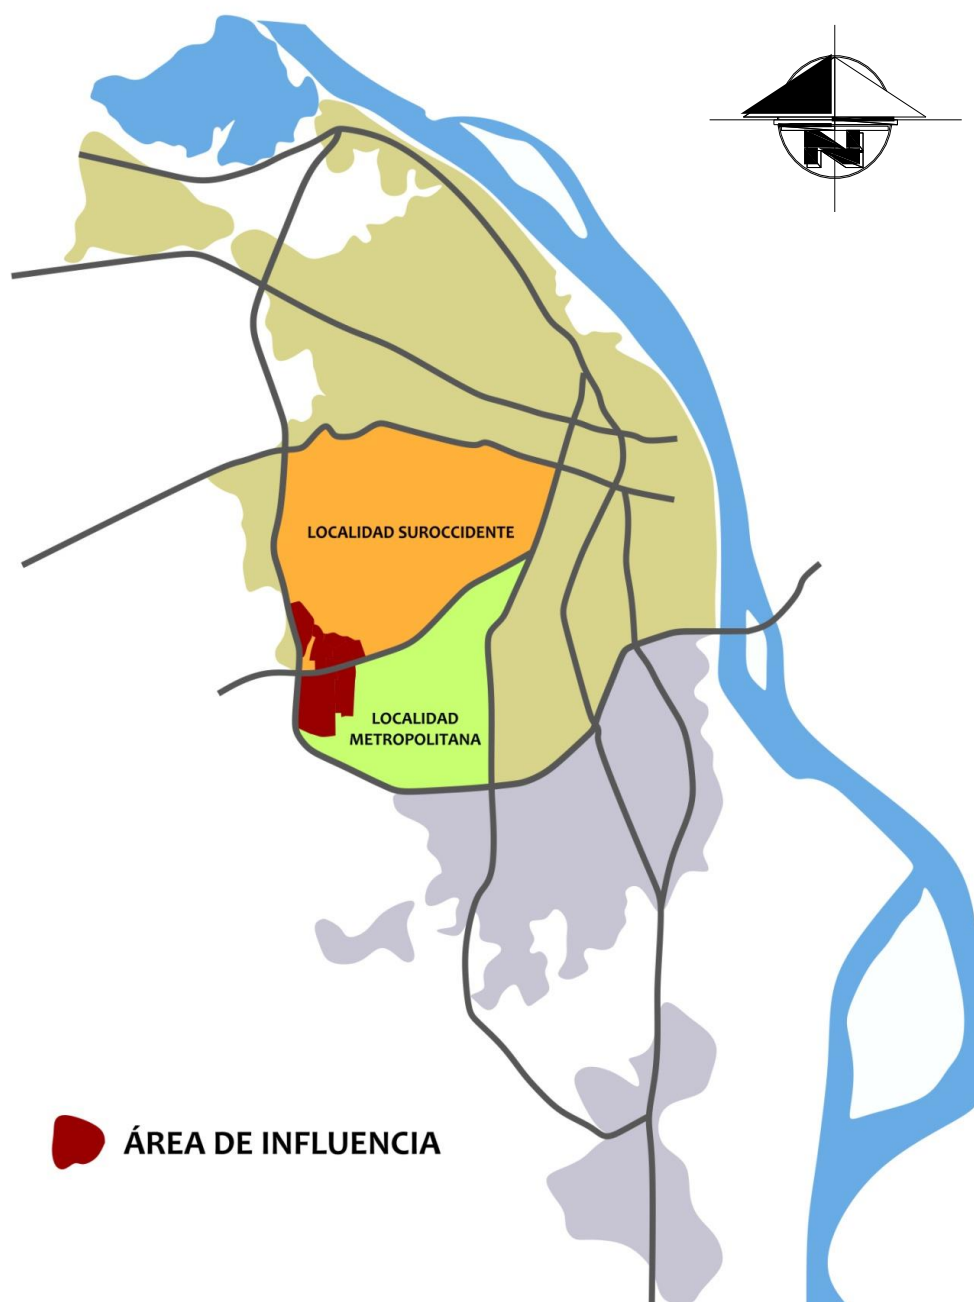 N
LOCALIDAD SUROCCIDENTE
LOCALIDAD
METROPOLITANA
ÁREA DE INFLUENCIA